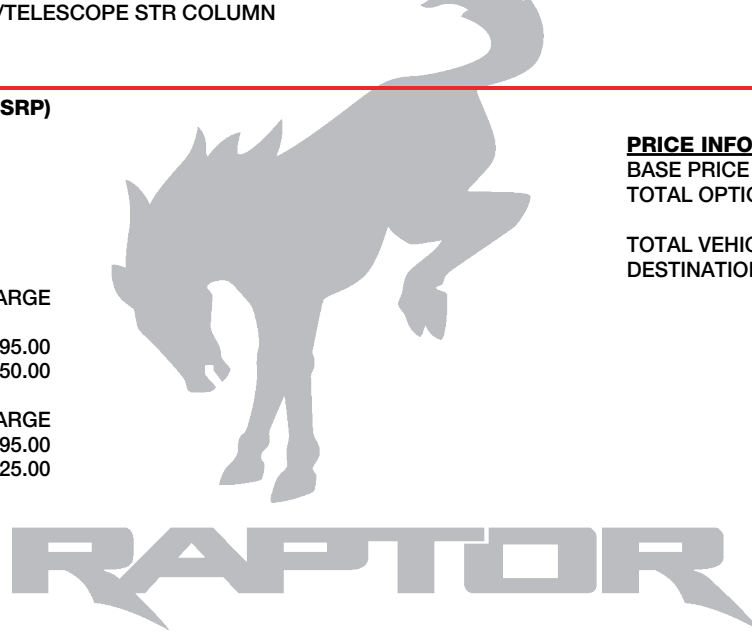 /TELESCOPE STR COLUMN
SRP)
ARGE
95.00
50.00
ARGE
95.00
25.00
PRICE INFO
BASE PRICE
TOTAL OPTIO
TOTAL VEHIC
DESTINATION
RAPTOR